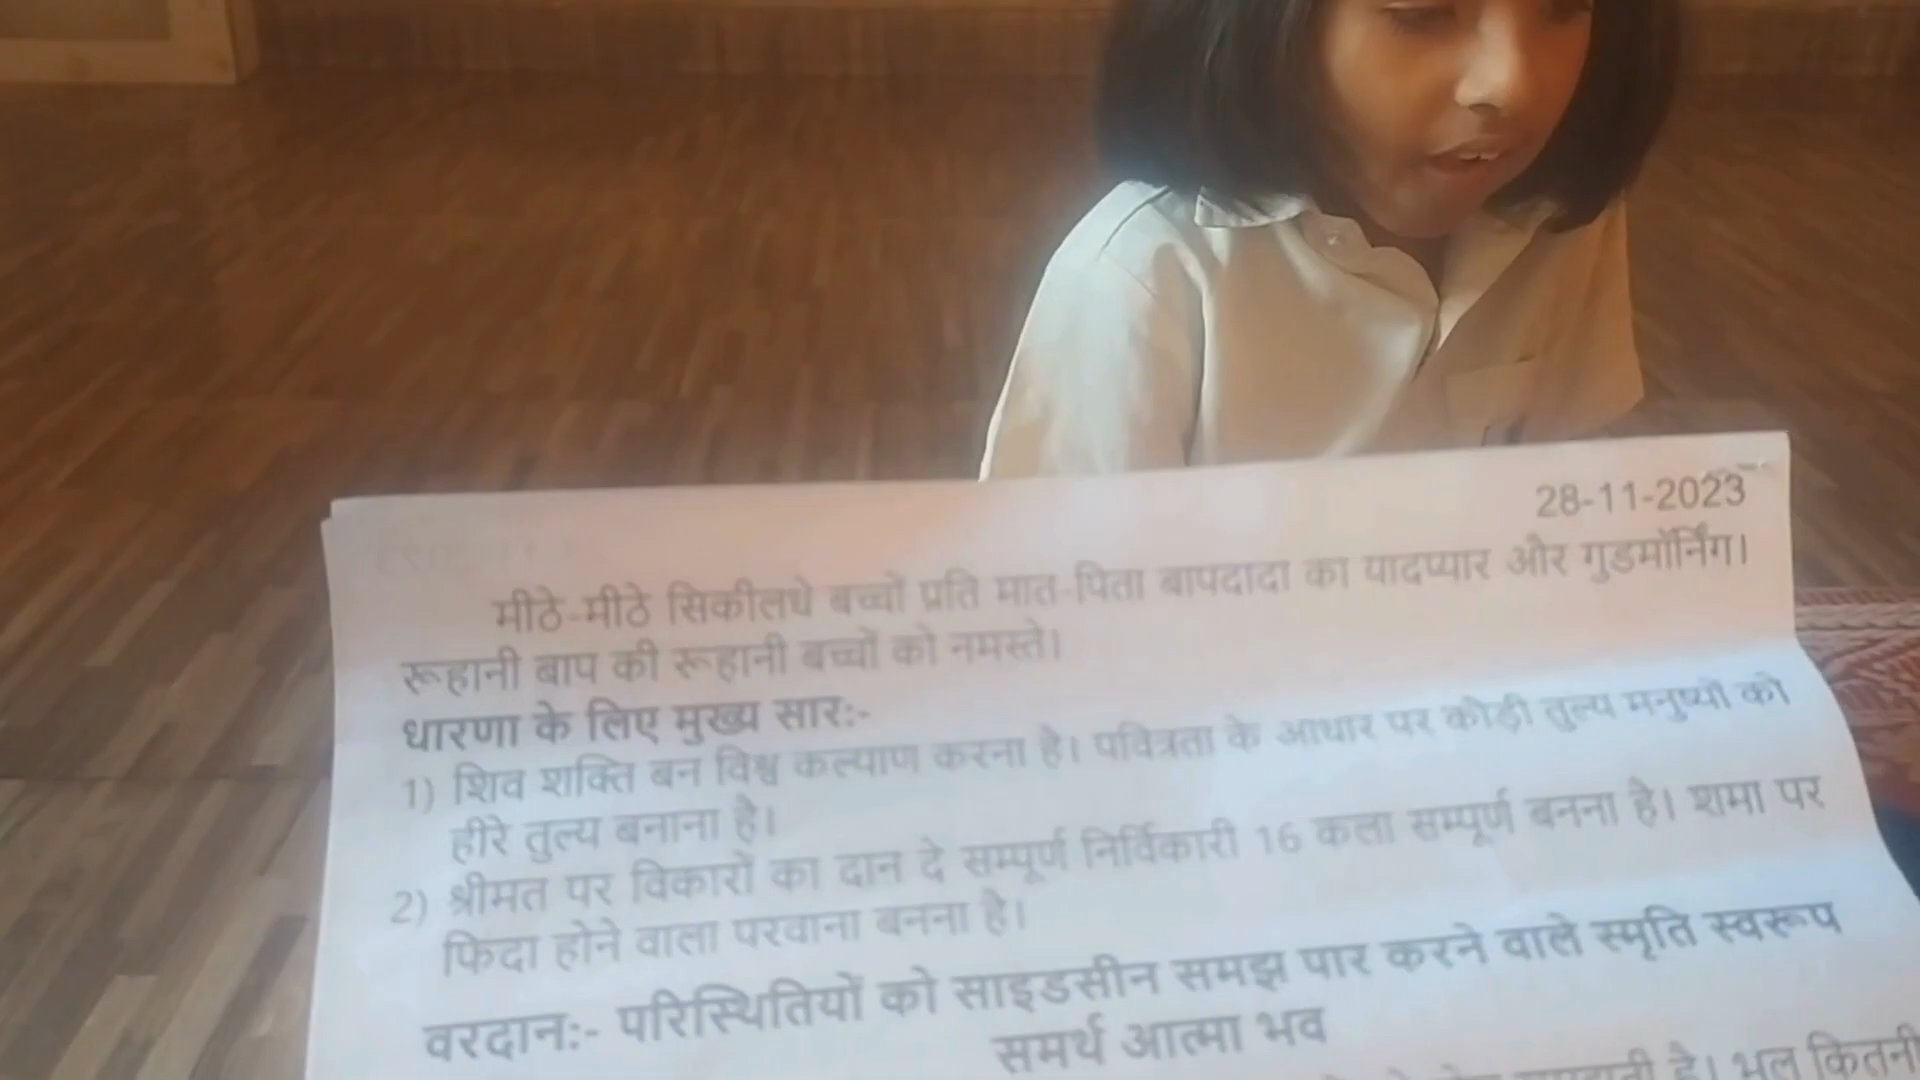 28-11-2023
मीठे-मीठे सिकीलधे बच्चों प्रति मात-पिता बापदादा का यादप्यार और गुडमॉर्निंग।
रूहानी बाप की रूहानी बच्चों को नमस्ते।
धारणा के लिए मुख्य सार:-
1) शिव शक्ति बन विश्व कल्याण करना है। पवित्रता के आधार पर कौड़ी तुल्य मनुष्यों को
हीरे तुल्य बनाना है।
2) श्रीमत पर विकारों का दान दे सम्पूर्ण निर्विकारी 16 कला सम्पूर्ण बनना है। शमा पर
फिदा होने वाला परवाना बनना है।
वरदान:- परिस्थितियों को साइडसीन समझ पार करने वाले स्मृति स्वरूप
समर्थ आत्मा भव
है। भल कितनी